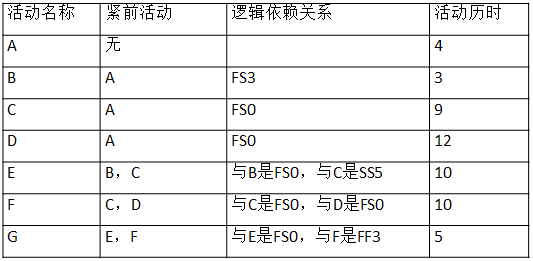 活动名称 紧前活动 逻辑依赖关系 活动历时
A 无 4
B A FS3 3
C A FS0 9
D A FS0 12
E B，C 与B是FS0，与C是SS5 10
F C，D 与C是FS0，与D是FS0 10
G E，F 与E是FS0，与F是FF3 5